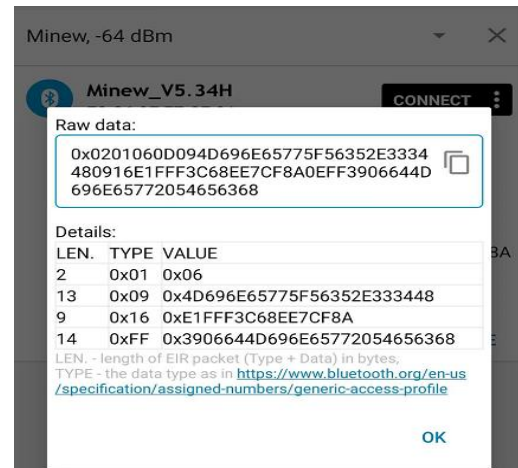 Minew, -64 dBm
Minew_V5.34H
CONNECT
Raw data:
0x0201060D094D696E65775F56352E3334
480916E1FFF3C68EE7CF8A0EFF3906644D
696E65772054656368
Details:
8A
LEN. TYPE VALUE
2 0x01 0x06
13 0x09 0x4D696E65775F56352E333448
9 0x16 0xE1FFF3C68EE7CF8A
14 0xFF 0x3906644D696E65772054656368
E
LEN. - length of EIR packet (Type + Data) in bytes,
TYPE - the data type as in https://www.bluetooth.org/en-us
/specification/assigned-numbers/generic-access-profile
OK